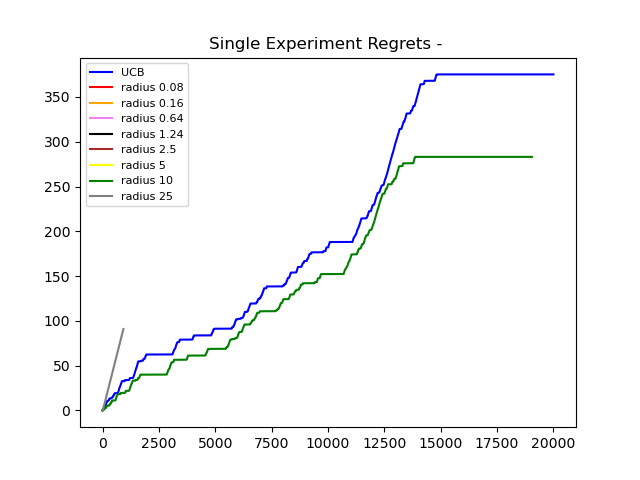 Single Experiment Regrets -
UCB
radius 0.08
radius 0.16
radius 0.64
radius 1.24
radius 2.5
radius 5
radius 10
radius 25
350
300
250
200
150
100
50
0
0 2500 5000 7500 10000 12500 15000 17500 20000